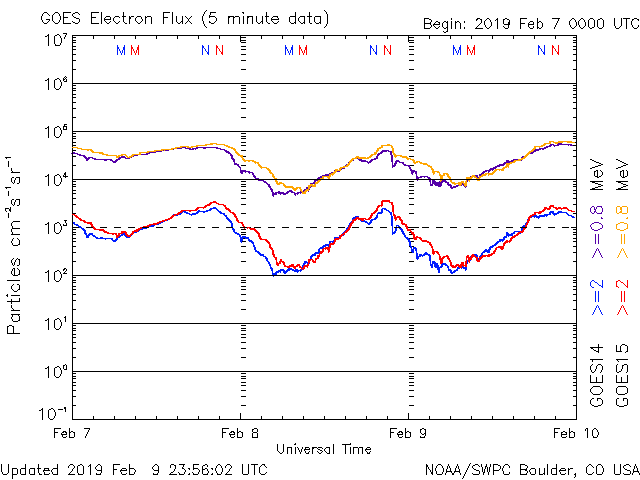 GOES Electron Flux (5 minute data)
Begin: 2019 Feb 7 0000 UTC
10⁷
M M N N M M N N M M N N
10⁶
10⁵
10⁴
10³
10²
10¹
10⁰
10⁻¹
Particles cm⁻²s⁻¹sr⁻¹
GOES14 >=2 >=0.8 MeV
GOES15 >=2 >=0.8 MeV
Feb 7 Feb 8 Feb 9 Feb 10
Universal Time
Updated 2019 Feb 9 23:56:02 UTC
NOAA/SWPC Boulder, CO USA